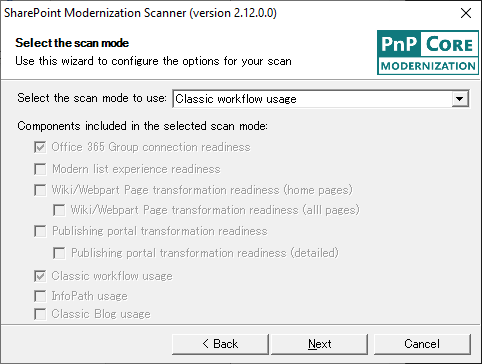 SharePoint Modernization Scanner (version 2.12.0.0)
Select the scan mode
Use this wizard to configure the options for your scan
PnP CORE
MODERNIZATION
Select the scan mode to use: Classic workflow usage
Components included in the selected scan mode:
Office 365 Group connection readiness
Modern list experience readiness
Wiki/Webpart Page transformation readiness (home pages)
Wiki/Webpart Page transformation readiness (alll pages)
Publishing portal transformation readiness
Publishing portal transformation readiness (detailed)
Classic workflow usage
InfoPath usage
Classic Blog usage
< Back Next Cancel